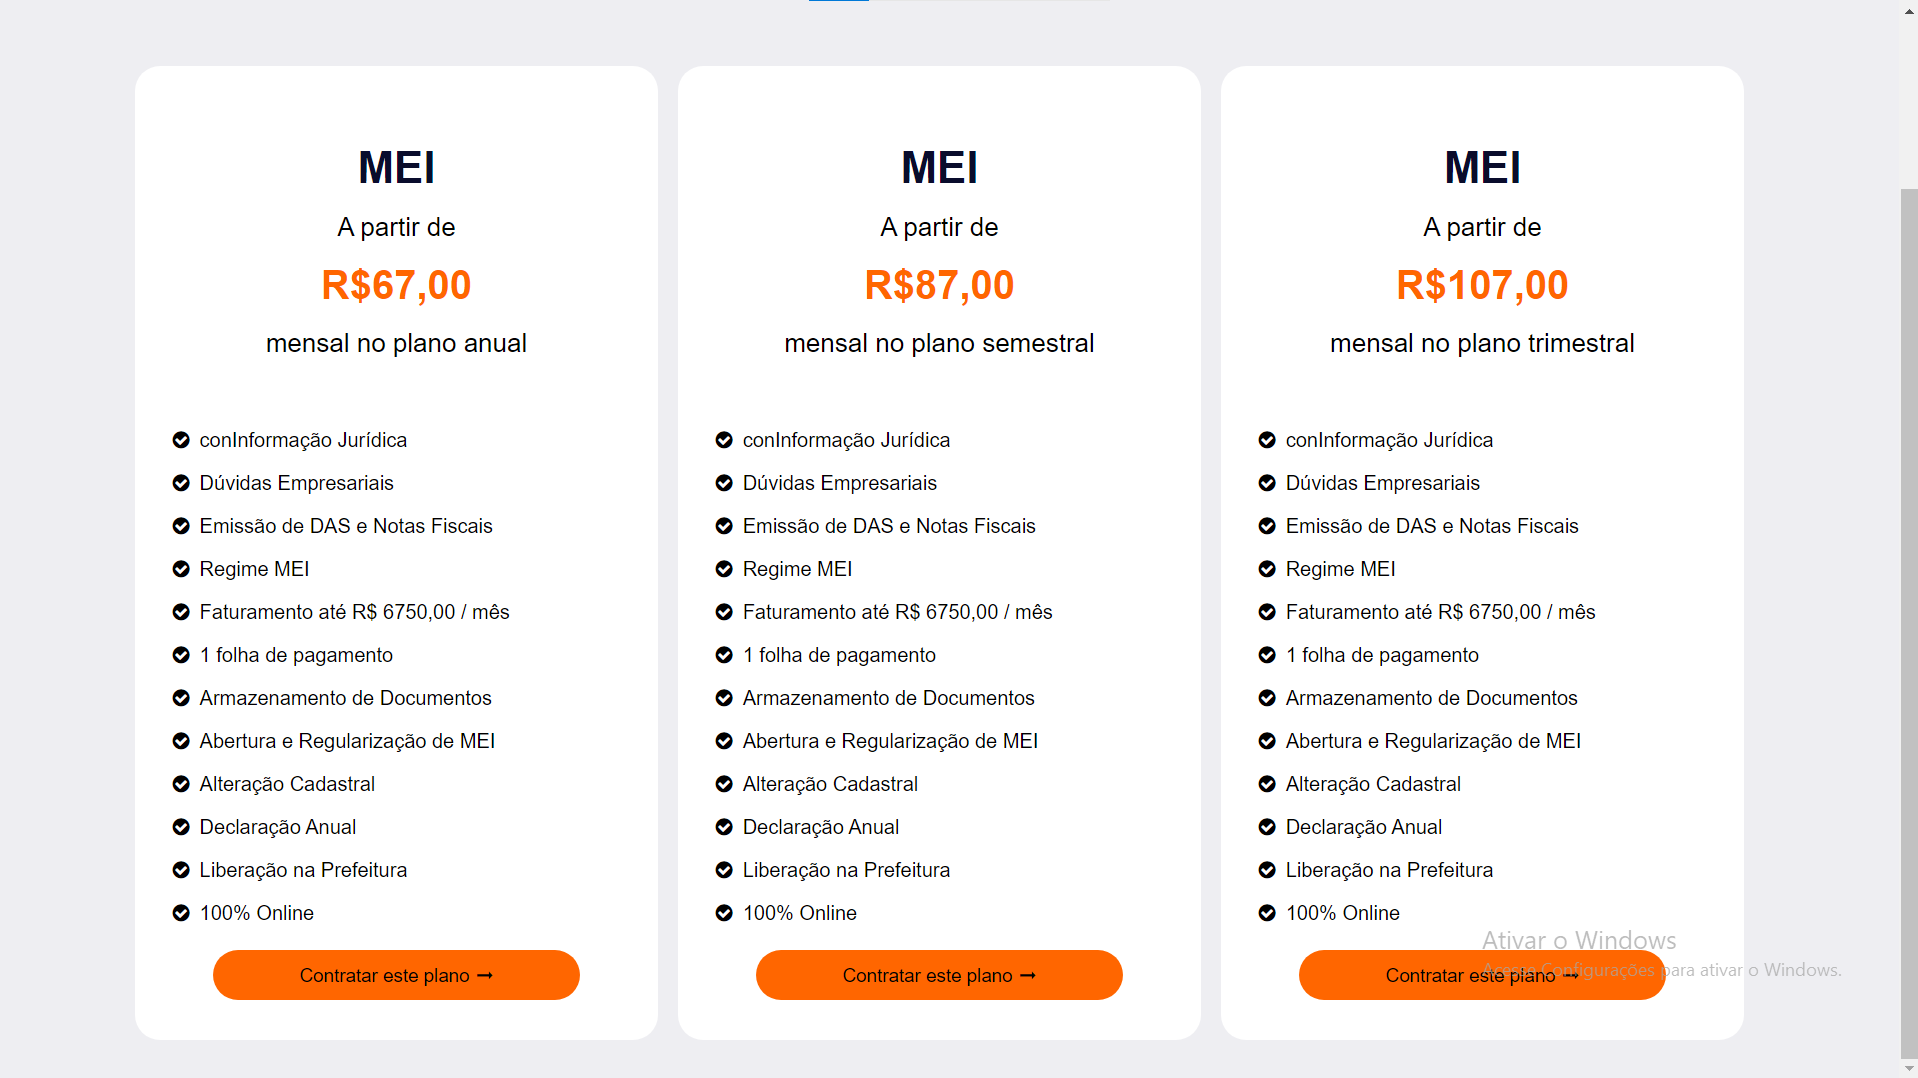 MEI
A partir de
R$67,00
mensal no plano anual
conInformação Jurídica
Dúvidas Empresariais
Emissão de DAS e Notas Fiscais
Regime MEI
Faturamento até R$ 6750,00 / mês
1 folha de pagamento
Armazenamento de Documentos
Abertura e Regularização de MEI
Alteração Cadastral
Declaração Anual
Liberação na Prefeitura
100% Online
Contratar este plano →
MEI
A partir de
R$87,00
mensal no plano semestral
conInformação Jurídica
Dúvidas Empresariais
Emissão de DAS e Notas Fiscais
Regime MEI
Faturamento até R$ 6750,00 / mês
1 folha de pagamento
Armazenamento de Documentos
Abertura e Regularização de MEI
Alteração Cadastral
Declaração Anual
Liberação na Prefeitura
100% Online
Contratar este plano →
MEI
A partir de
R$107,00
mensal no plano trimestral
conInformação Jurídica
Dúvidas Empresariais
Emissão de DAS e Notas Fiscais
Regime MEI
Faturamento até R$ 6750,00 / mês
1 folha de pagamento
Armazenamento de Documentos
Abertura e Regularização de MEI
Alteração Cadastral
Declaração Anual
Liberação na Prefeitura
100% Online
Contratar este plano →
Ativar o Windows
Acesse Configurações para ativar o Windows.